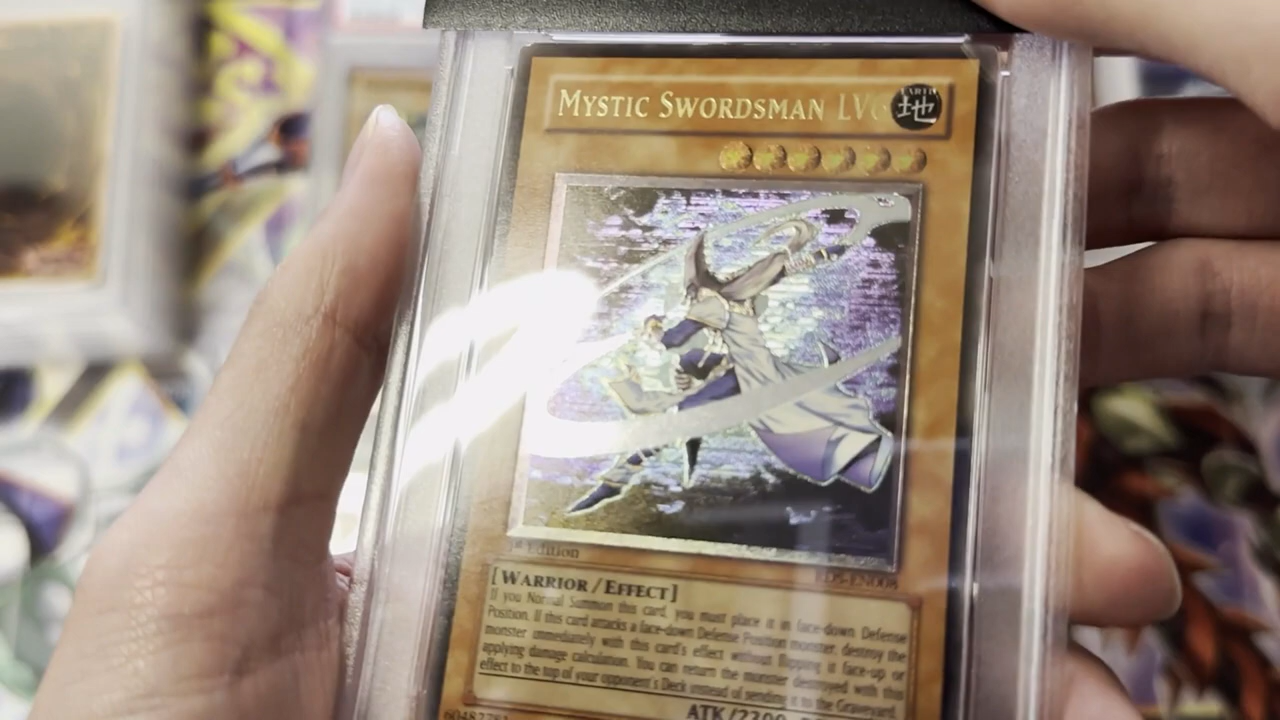 MYSTIC SWORDSMAN LV6
EARTH
地
1st Edition
RDS-EN008
[WARRIOR/EFFECT]
If you Normal Summon this card, you must place it in face-down Defense
Position. If this card attacks a face-down Defense Position monster, destroy the
monster immediately with this card's effect without flipping it face-up or
applying damage calculation. You can return the monster destroyed with this
effect to the top of your opponent's Deck instead of sending it to the Graveyard.
ATK/2300